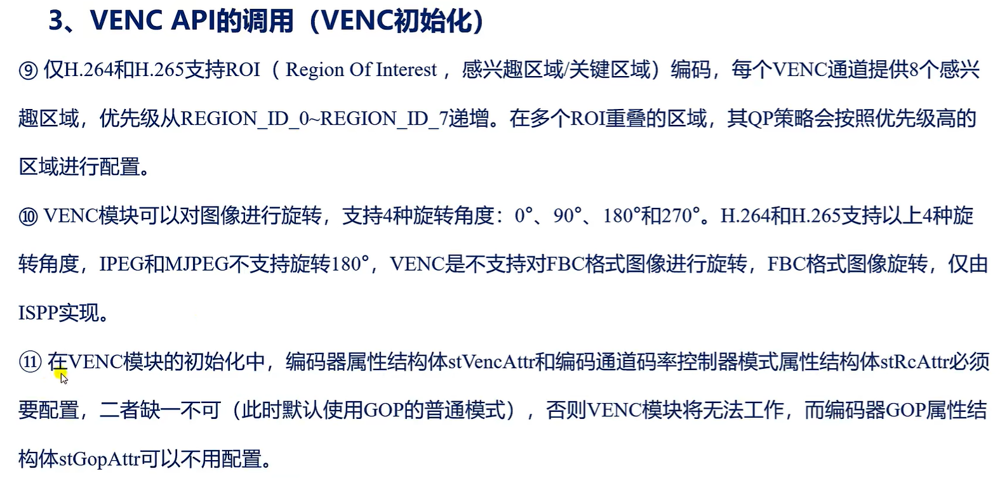 3、VENC API的调用（VENC初始化）
⑨ 仅H.264和H.265支持ROI（ Region Of Interest ，感兴趣区域/关键区域）编码，每个VENC通道提供8个感兴
趣区域，优先级从REGION_ID_0~REGION_ID_7递增。在多个ROI重叠的区域，其QP策略会按照优先级高的
区域进行配置。
⑩ VENC模块可以对图像进行旋转，支持4种旋转角度：0°、90°、180°和270°。H.264和H.265支持以上4种旋
转角度，IPEG和MJPEG不支持旋转180°，VENC是不支持对FBC格式图像进行旋转，FBC格式图像旋转，仅由
ISPP实现。
⑪ 在VENC模块的初始化中，编码器属性结构体stVencAttr和编码通道码率控制器模式属性结构体stRcAttr必须
要配置，二者缺一不可（此时默认使用GOP的普通模式），否则VENC模块将无法工作，而编码器GOP属性结
构体stGopAttr可以不用配置。